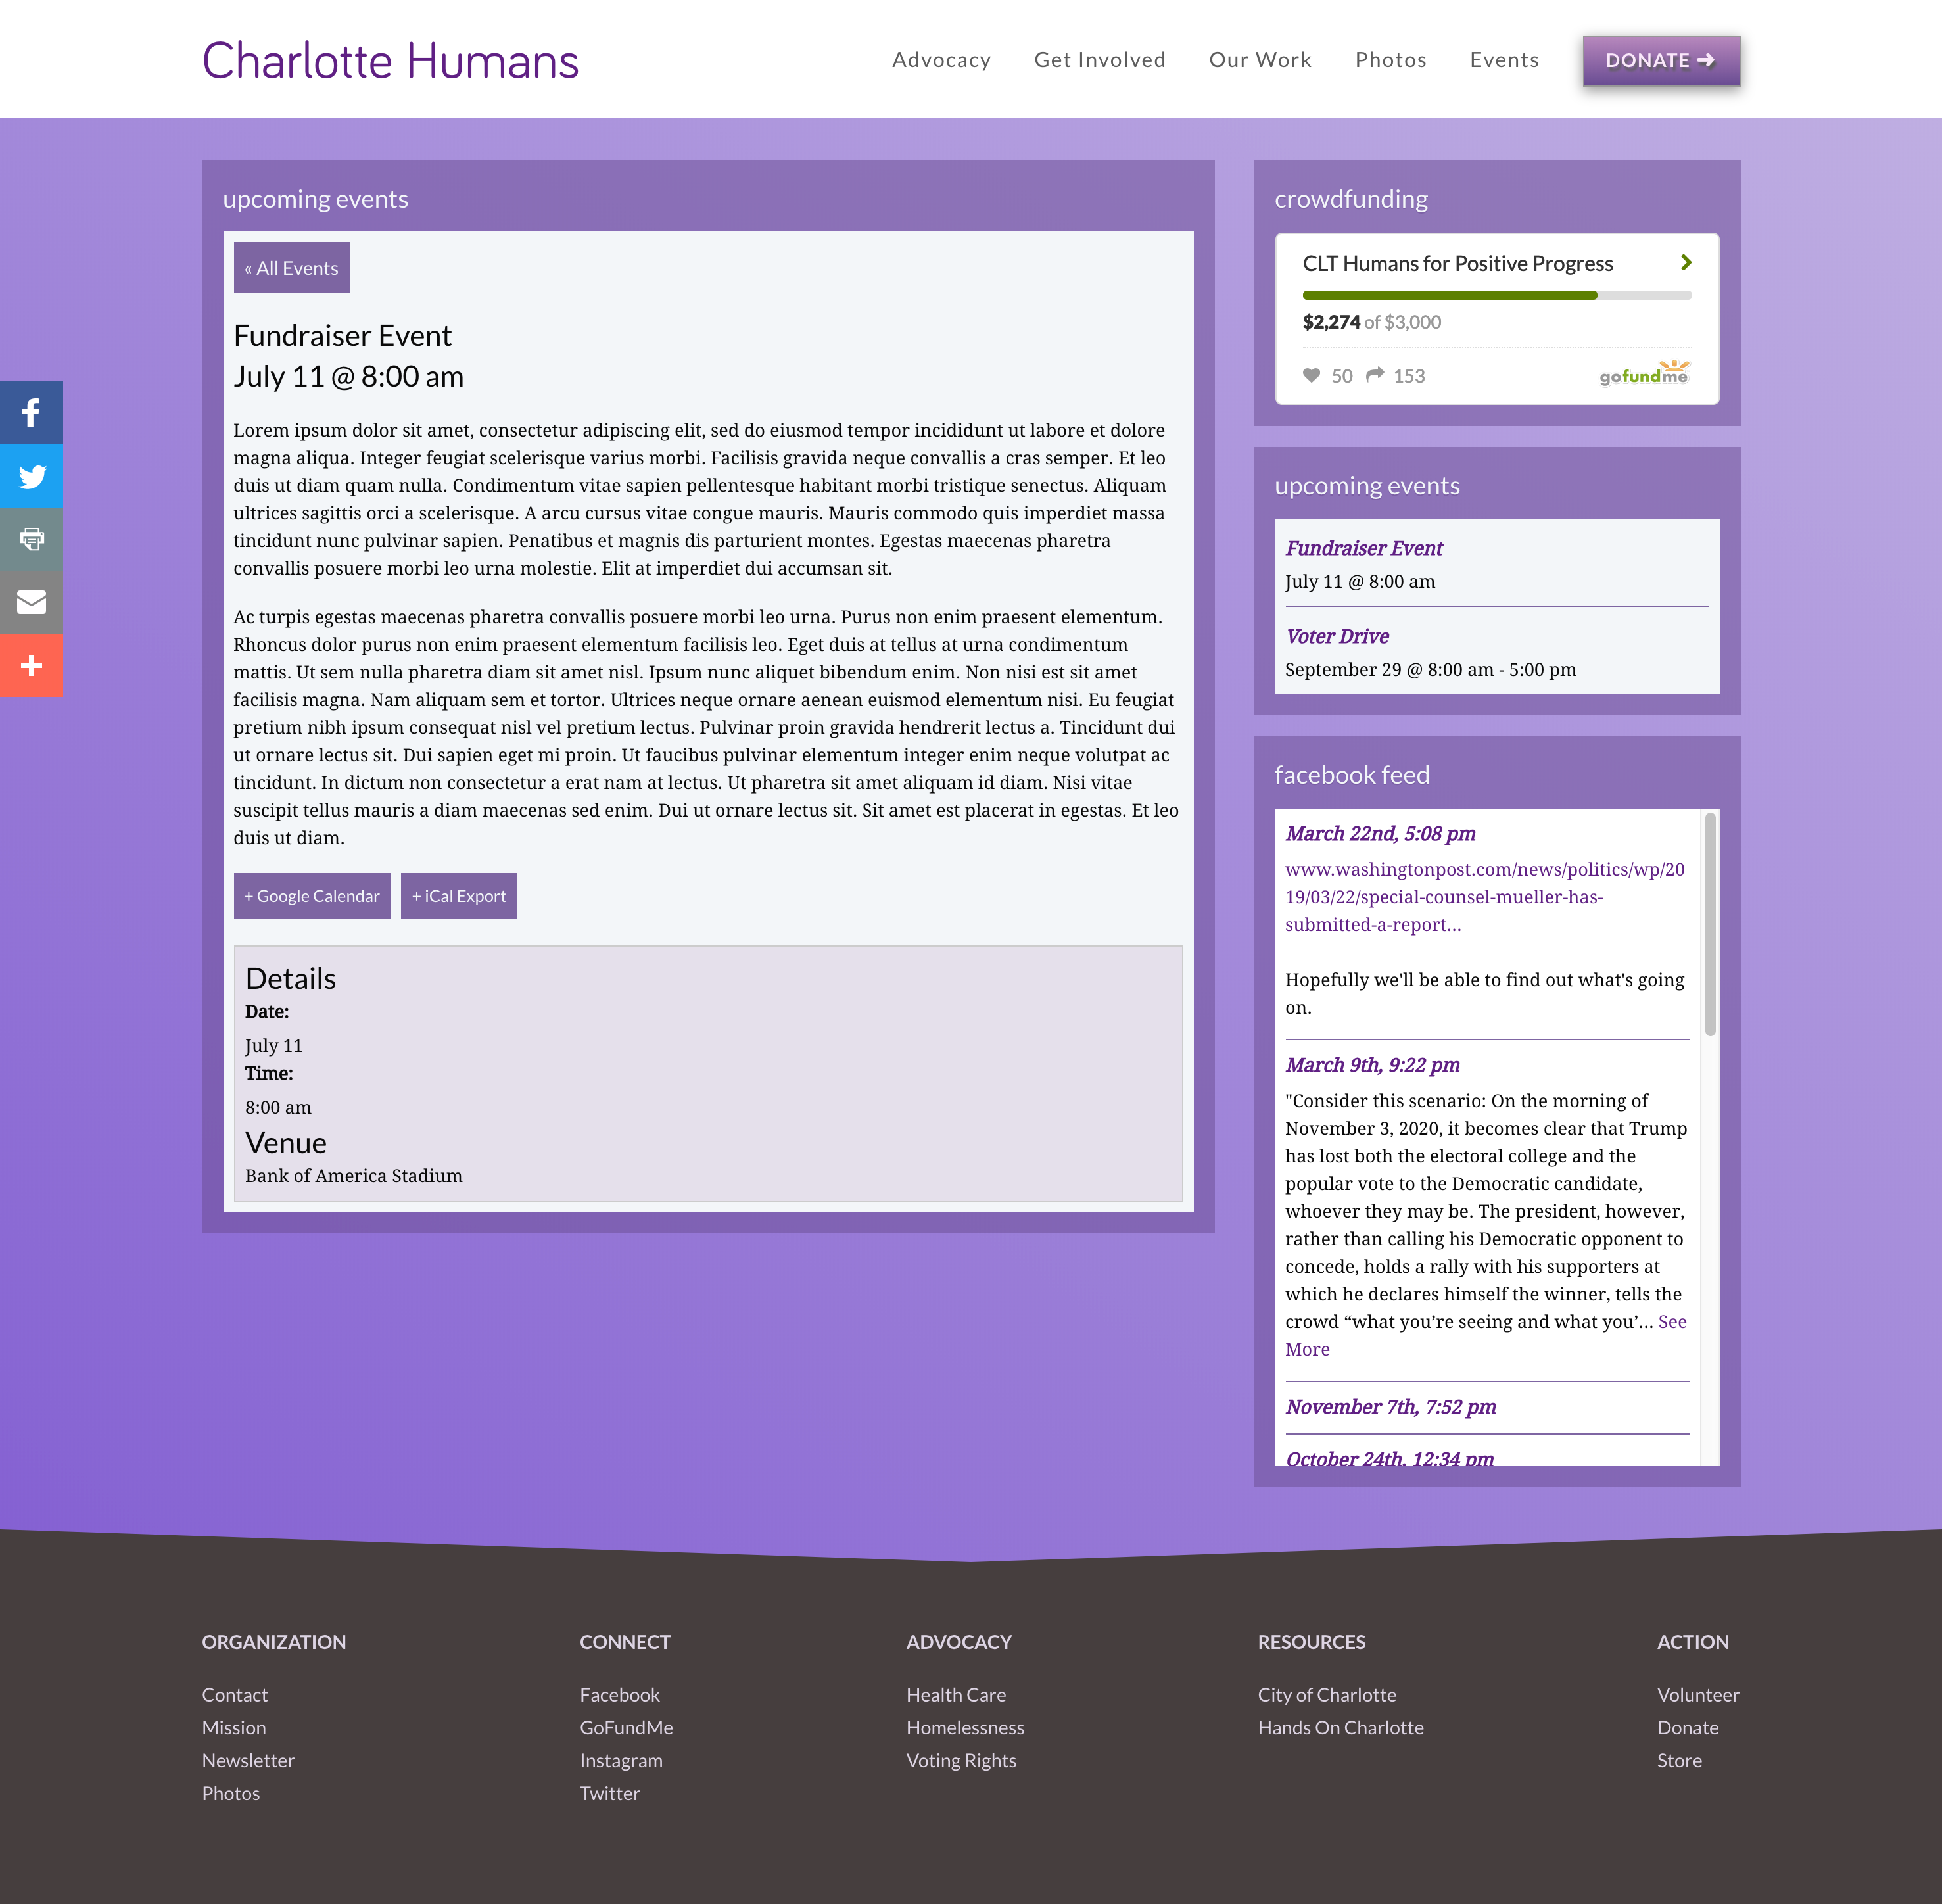 Charlotte Humans
Advocacy
Get Involved
Our Work
Photos
Events
DONATE
upcoming events
« All Events
Fundraiser Event
July 11 @ 8:00 am
Lorem ipsum dolor sit amet, consectetur adipiscing elit, sed do eiusmod tempor incididunt ut labore et dolore
magna aliqua. Integer feugiat scelerisque varius morbi. Facilisis gravida neque convallis a cras semper. Et leo
duis ut diam quam nulla. Condimentum vitae sapien pellentesque habitant morbi tristique senectus. Aliquam
ultrices sagittis orci a scelerisque. A arcu cursus vitae congue mauris. Mauris commodo quis imperdiet massa
tincidunt nunc pulvinar sapien. Penatibus et magnis dis parturient montes. Egestas maecenas pharetra
convallis posuere morbi leo urna molestie. Elit at imperdiet dui accumsan sit.
Ac turpis egestas maecenas pharetra convallis posuere morbi leo urna. Purus non enim praesent elementum.
Rhoncus dolor purus non enim praesent elementum facilisis leo. Eget duis at tellus at urna condimentum
mattis. Ut sem nulla pharetra diam sit amet nisl. Ipsum nunc aliquet bibendum enim. Non nisi est sit amet
facilisis magna. Nam aliquam sem et tortor. Ultrices neque ornare aenean euismod elementum nisi. Eu feugiat
pretium nibh ipsum consequat nisl vel pretium lectus. Pulvinar proin gravida hendrerit lectus a. Tincidunt dui
ut ornare lectus sit. Dui sapien eget mi proin. Ut faucibus pulvinar elementum integer enim neque volutpat ac
tincidunt. In dictum non consectetur a erat nam at lectus. Ut pharetra sit amet aliquam id diam. Nisi vitae
suscipit tellus mauris a diam maecenas sed enim. Dui ut ornare lectus sit. Sit amet est placerat in egestas. Et leo
duis ut diam.
+ Google Calendar
+ iCal Export
Details
Date:
July 11
Time:
8:00 am
Venue
Bank of America Stadium
crowdfunding
CLT Humans for Positive Progress
$2,274 of $3,000
50 153
gofundme
upcoming events
Fundraiser Event
July 11 @ 8:00 am
Voter Drive
September 29 @ 8:00 am - 5:00 pm
facebook feed
March 22nd, 5:08 pm
www.washingtonpost.com/news/politics/wp/20
19/03/22/special-counsel-mueller-has-
submitted-a-report...
Hopefully we'll be able to find out what's going
on.
March 9th, 9:22 pm
"Consider this scenario: On the morning of
November 3, 2020, it becomes clear that Trump
has lost both the electoral college and the
popular vote to the Democratic candidate,
whoever they may be. The president, however,
rather than calling his Democratic opponent to
concede, holds a rally with his supporters at
which he declares himself the winner, tells the
crowd “what you’re seeing and what you’... See
More
November 7th, 7:52 pm
October 24th, 12:34 pm
ORGANIZATION
Contact
Mission
Newsletter
Photos
CONNECT
Facebook
GoFundMe
Instagram
Twitter
ADVOCACY
Health Care
Homelessness
Voting Rights
RESOURCES
City of Charlotte
Hands On Charlotte
ACTION
Volunteer
Donate
Store